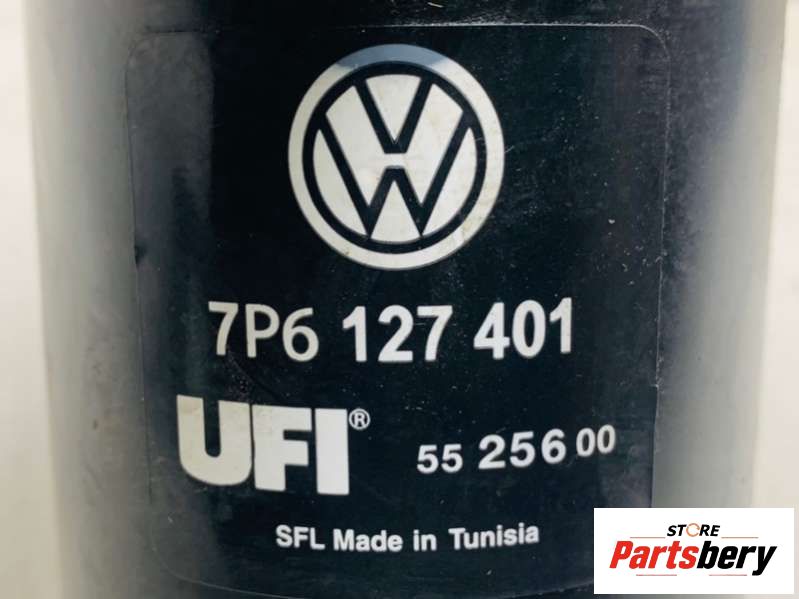 7P6 127 401
UFI® 55 256 00
SFL Made in Tunisia
STORE
Partsbery